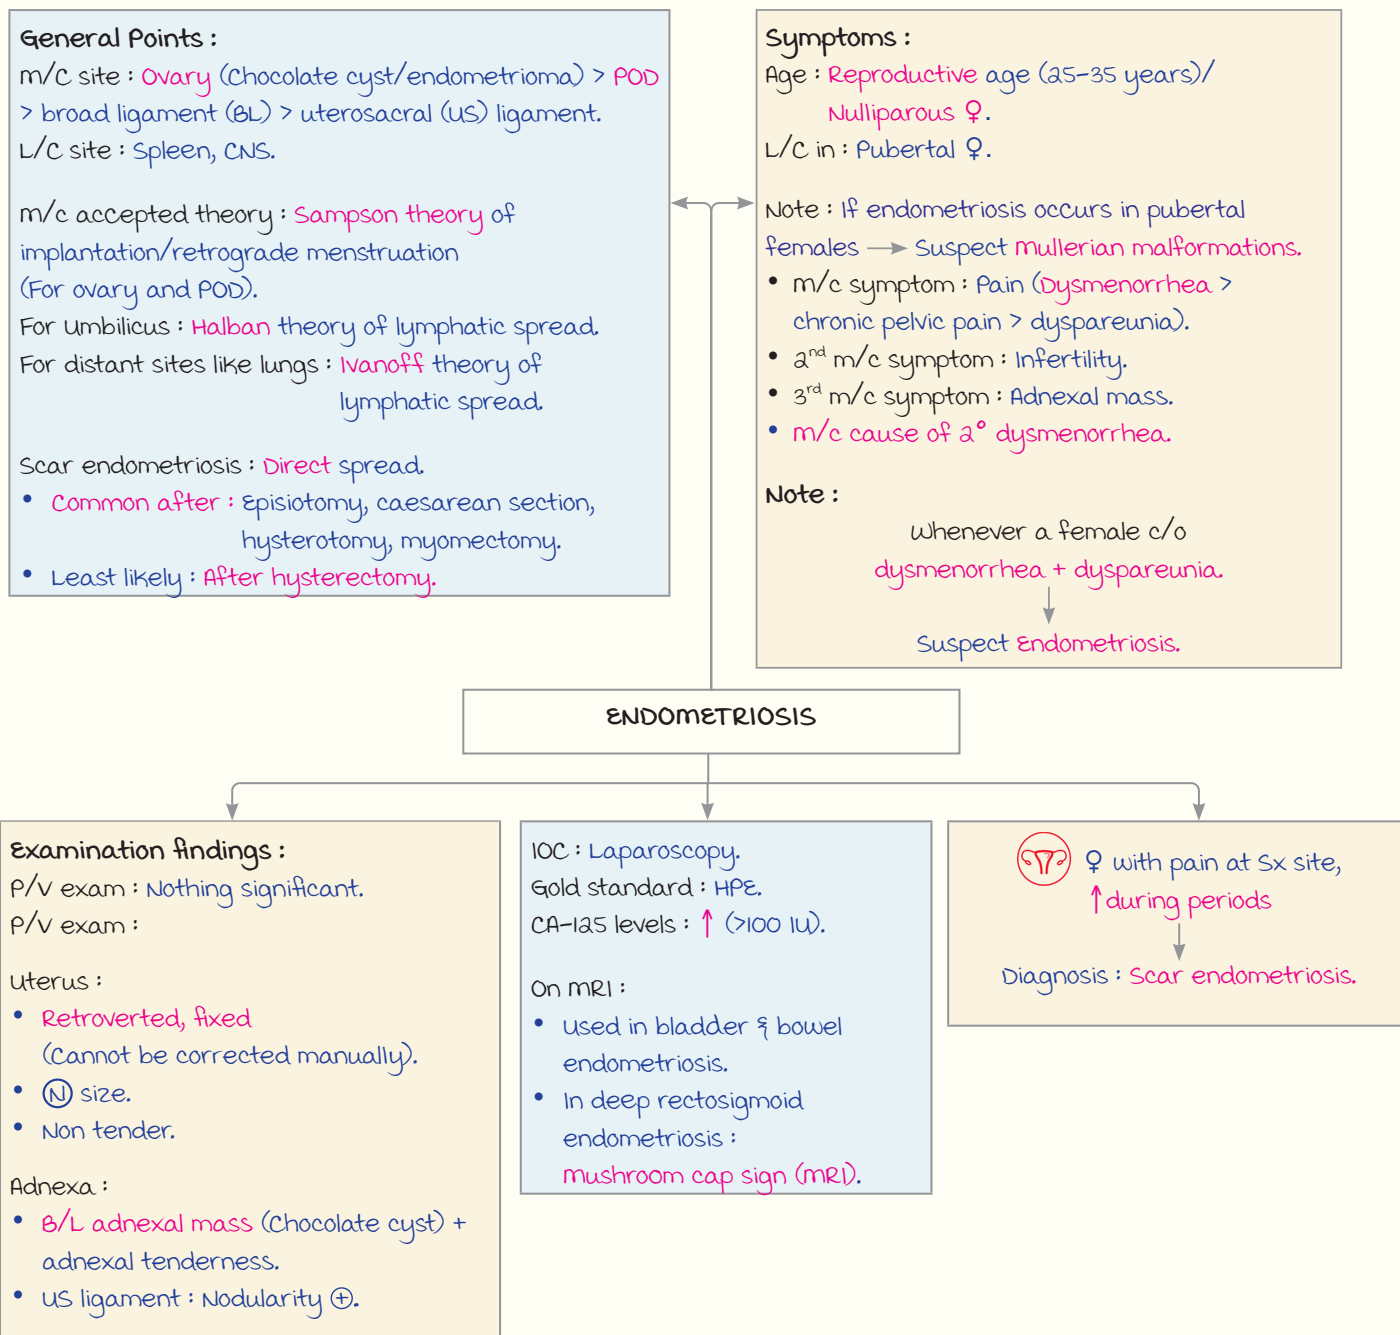 General Points :
m/c site : Ovary (Chocolate cyst/endometrioma) > POD
> broad ligament (BL) > uterosacral (US) ligament.
L/C site : Spleen, CNS.
m/c accepted theory : Sampson theory of
implantation/retrograde menstruation
(For ovary and POD).
For Umbilicus : Halban theory of lymphatic spread.
For distant sites like lungs : Ivanoff theory of
lymphatic spread.
Scar endometriosis : Direct spread.
• Common after : Episiotomy, caesarean section,
hysterotomy, myomectomy.
• Least likely : After hysterectomy.
Symptoms :
Age : Reproductive age (25-35 years)/
Nulliparous ♀.
L/C in : Pubertal ♀.
Note : If endometriosis occurs in pubertal
females → Suspect Mullerian malformations.
• m/c symptom : Pain (Dysmenorrhea >
chronic pelvic pain > dyspareunia).
• 2nd m/c symptom : Infertility.
• 3rd m/c symptom : Adnexal mass.
• m/c cause of 2° dysmenorrhea.
Note :
Whenever a female c/o
dysmenorrhea + dyspareunia.
Suspect Endometriosis.
ENDOMETRIOSIS
Examination findings :
P/V exam : Nothing significant.
P/V exam :
Uterus :
• Retroverted, fixed
(Cannot be corrected manually).
• Ⓝ size.
• Non tender.
Adnexa :
• B/L adnexal mass (Chocolate cyst) +
adnexal tenderness.
• US ligament : Nodularity ⊕.
IOC : Laparoscopy.
Gold standard : HPE.
CA-125 levels : ↑ (>100 IU).
On MRI :
• Used in bladder & bowel
endometriosis.
• In deep rectosigmoid
endometriosis :
mushroom cap sign (MRI).
♀ with pain at Sx site,
↑during periods
Diagnosis : Scar endometriosis.